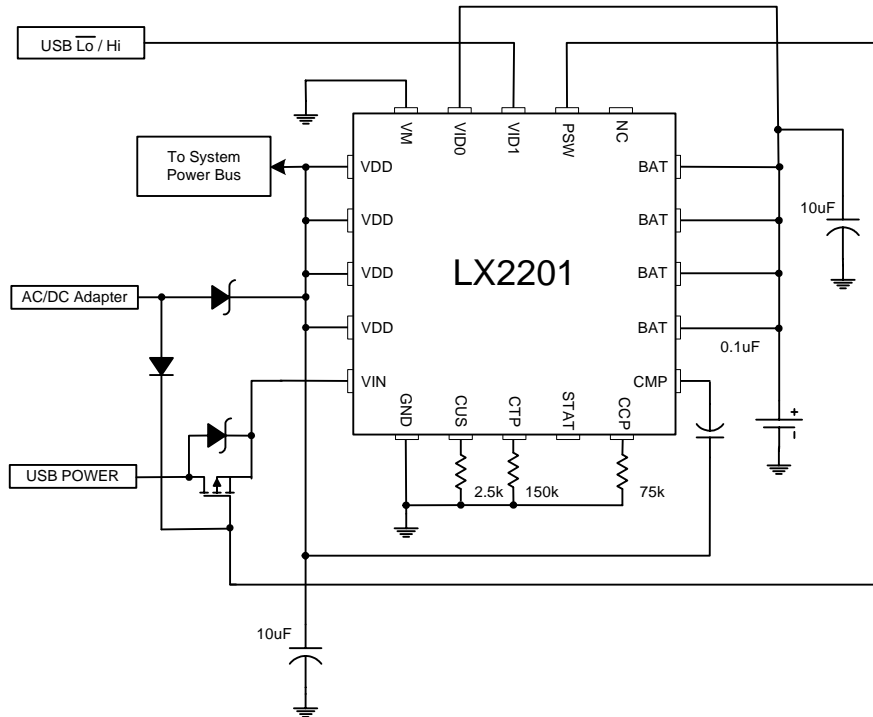 USB L̅o̅ / Hi
VM
VID0
VID1
PSW
NC
To System
Power Bus
VDD
BAT
VDD
BAT
10uF
LX2201
VDD
BAT
AC/DC Adapter
VDD
BAT
0.1uF
VIN
CMP
GND
CUS
CTP
STAT
CCP
+
-
USB POWER
2.5k
150k
75k
10uF